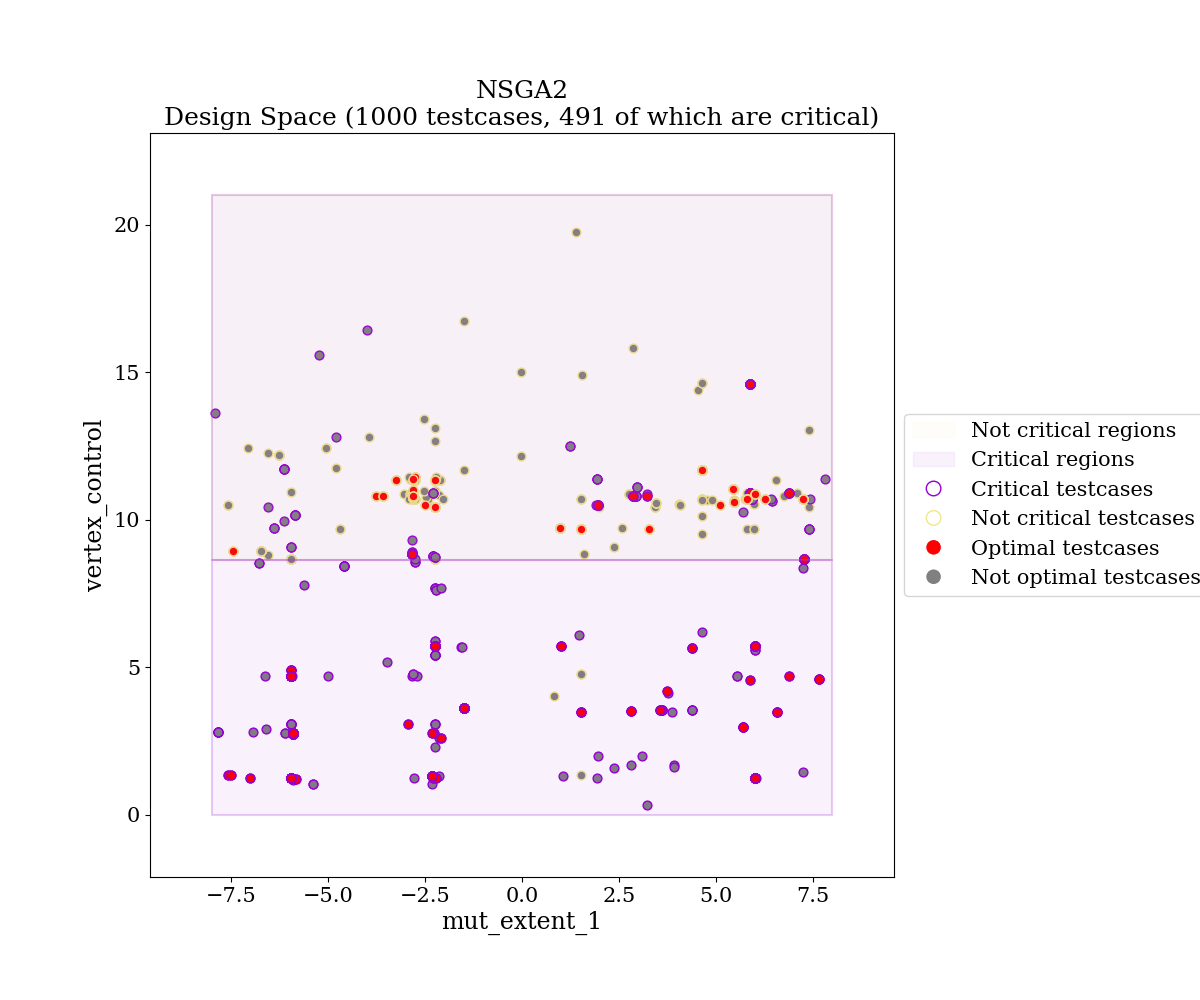 NSGA2
Design Space (1000 testcases, 491 of which are critical)
20
15
10
5
0
vertex_control
−7.5
−5.0
−2.5
0.0
2.5
5.0
7.5
mut_extent_1
Not critical regions
Critical regions
Critical testcases
Not critical testcases
Optimal testcases
Not optimal testcases